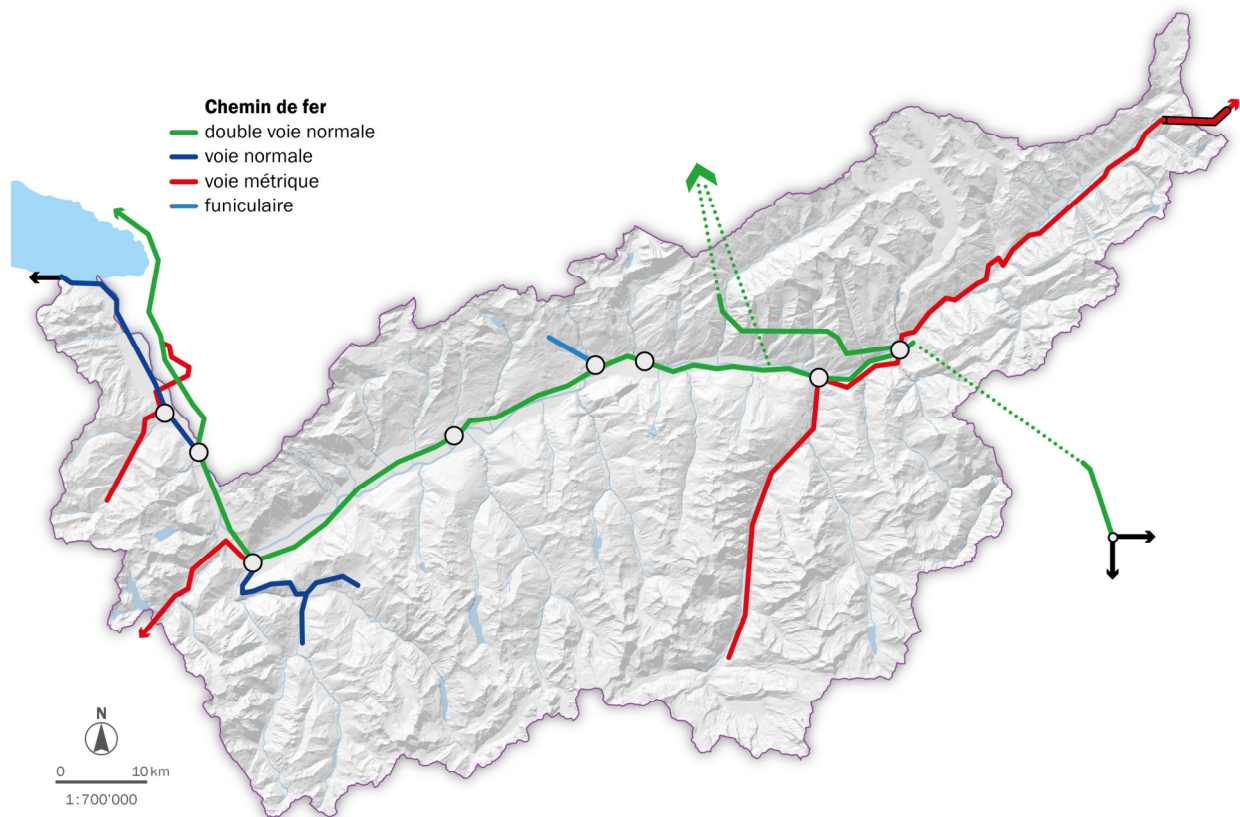 Chemin de fer
double voie normale
voie normale
voie métrique
funiculaire
N
0 10 km
1:700'000